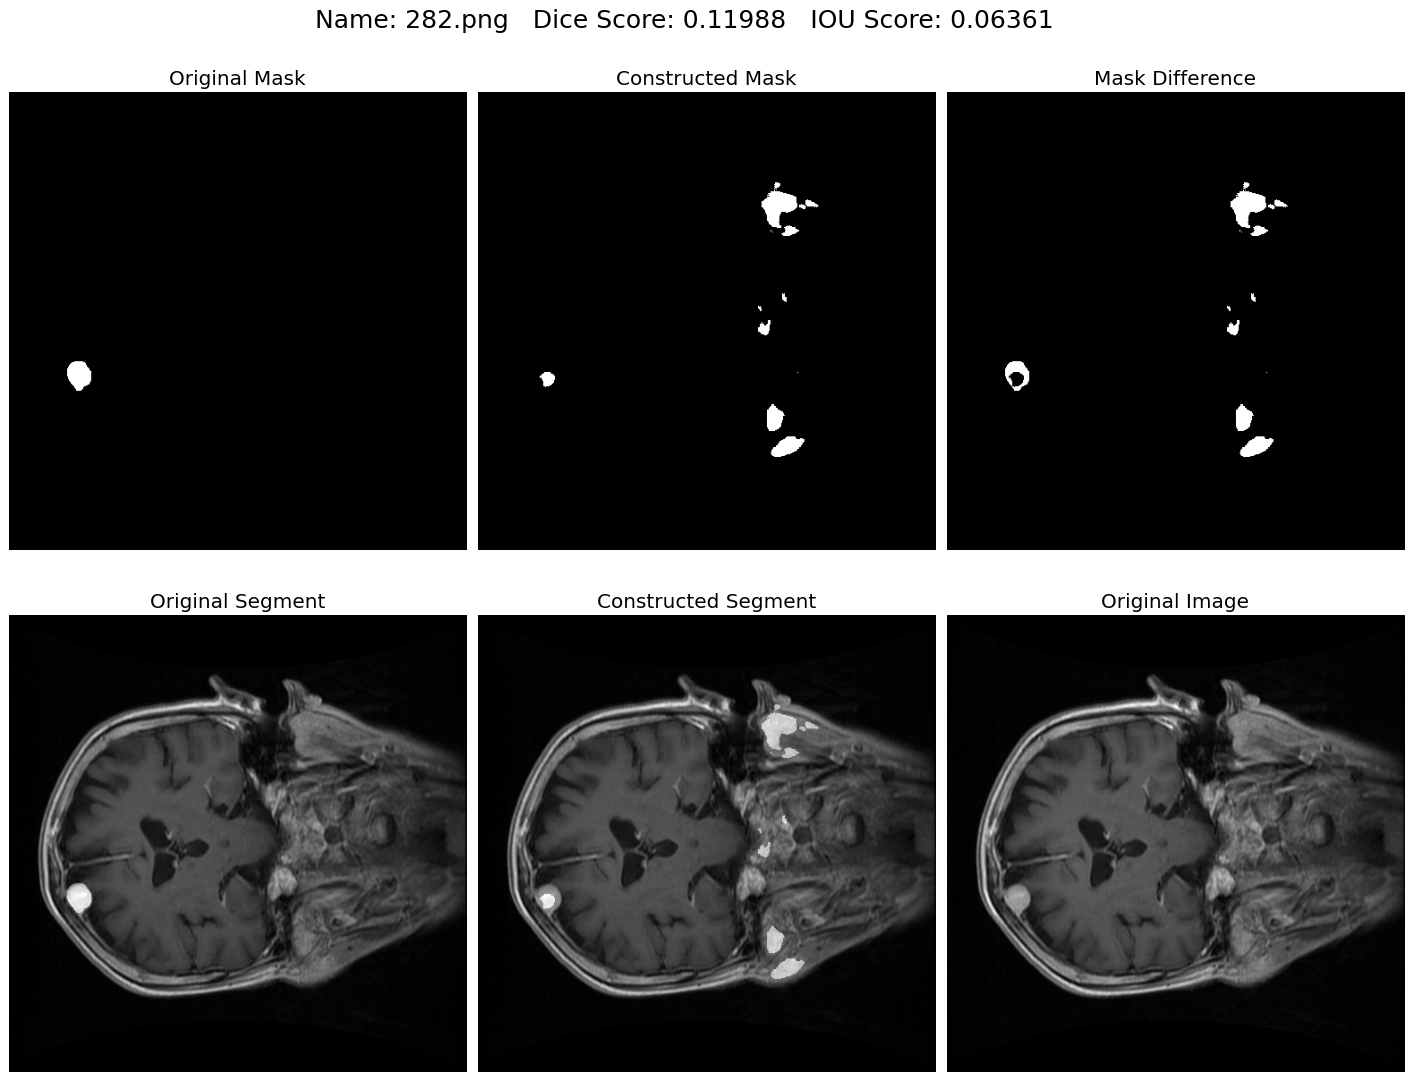 Name: 282.png   Dice Score: 0.11988   IOU Score: 0.06361
Original Mask
Constructed Mask
Mask Difference
Original Segment
Constructed Segment
Original Image